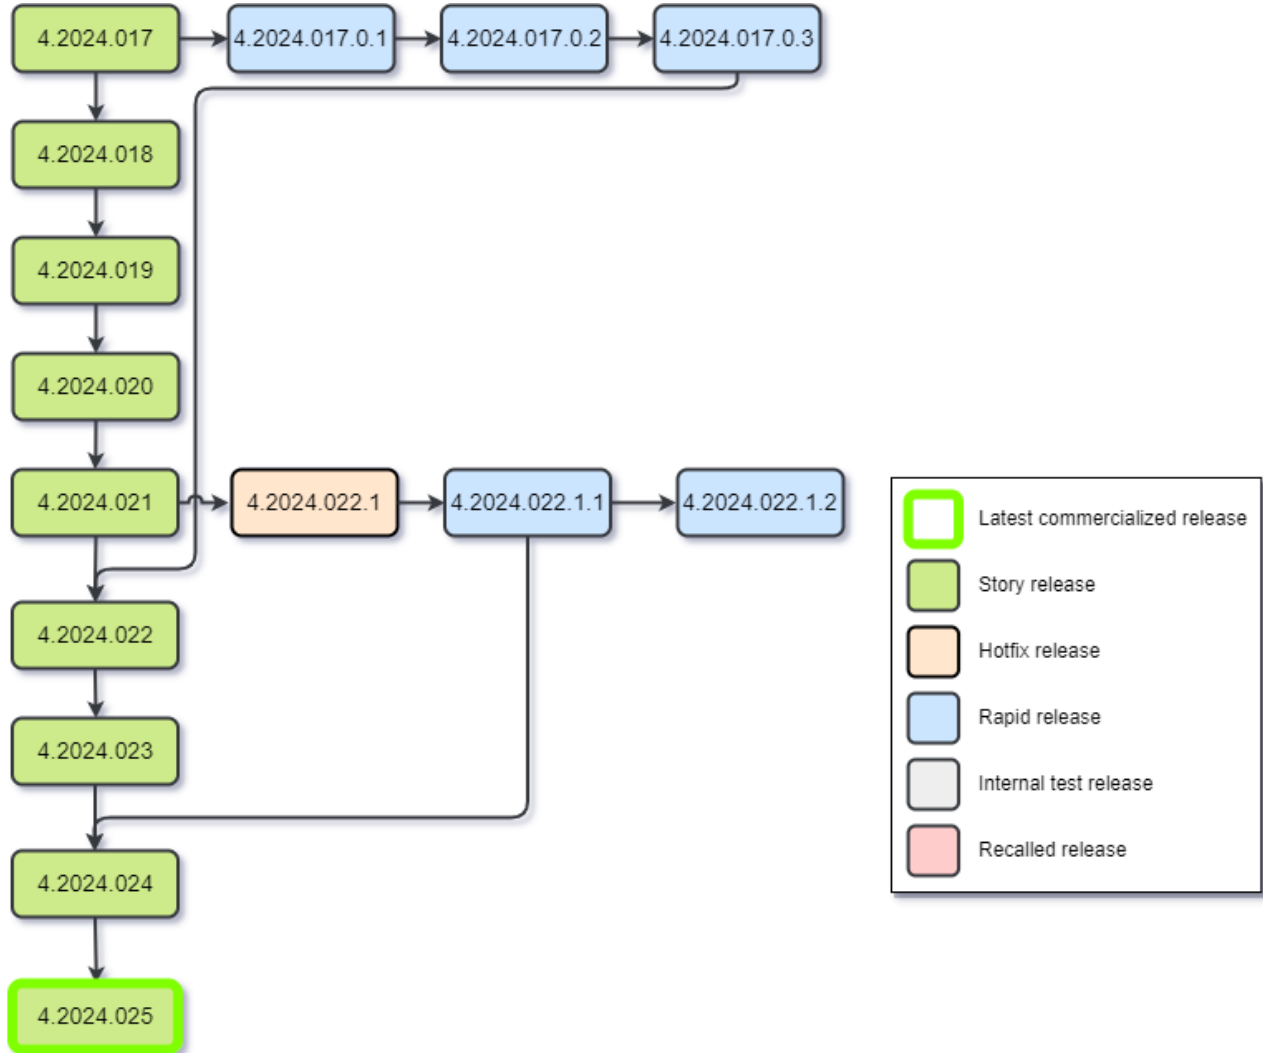 4.2024.017
4.2024.017.0.1
4.2024.017.0.2
4.2024.017.0.3
4.2024.018
4.2024.019
4.2024.020
4.2024.021
4.2024.022.1
4.2024.022.1.1
4.2024.022.1.2
4.2024.022
4.2024.023
4.2024.024
4.2024.025
Latest commercialized release
Story release
Hotfix release
Rapid release
Internal test release
Recalled release